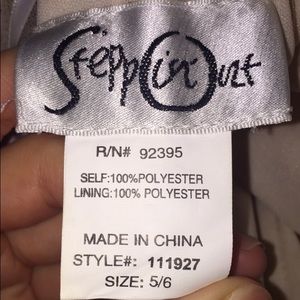 Steppin Out
R/N# 92395
SELF:100%POLYESTER
LINING:100% POLYESTER
MADE IN CHINA
STYLE#: 111927
SIZE: 5/6